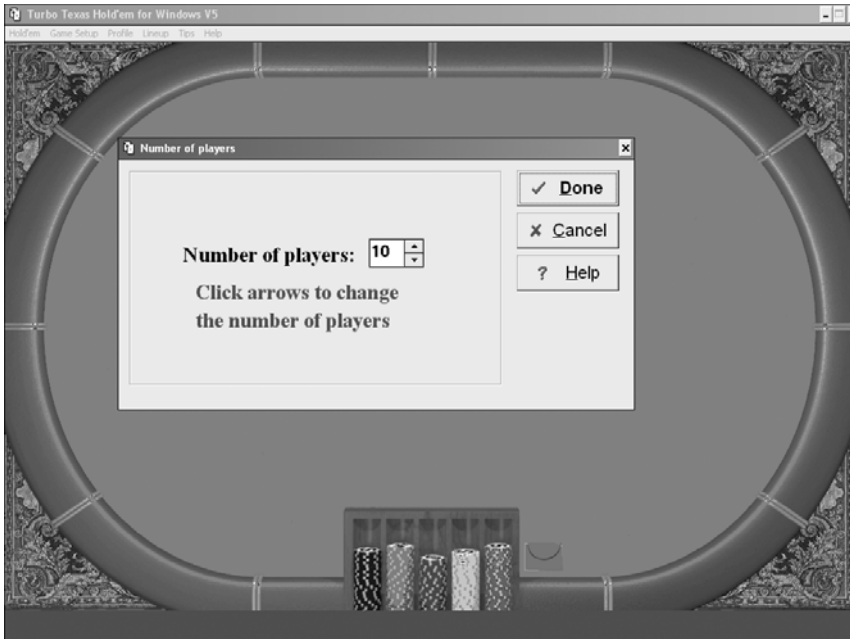 Turbo Texas Hold'em for Windows V5
Hold'em Game Setup Profile Lineup Tips Help
Number of players
Done
Number of players: 10
Cancel
Click arrows to change
? Help
the number of players